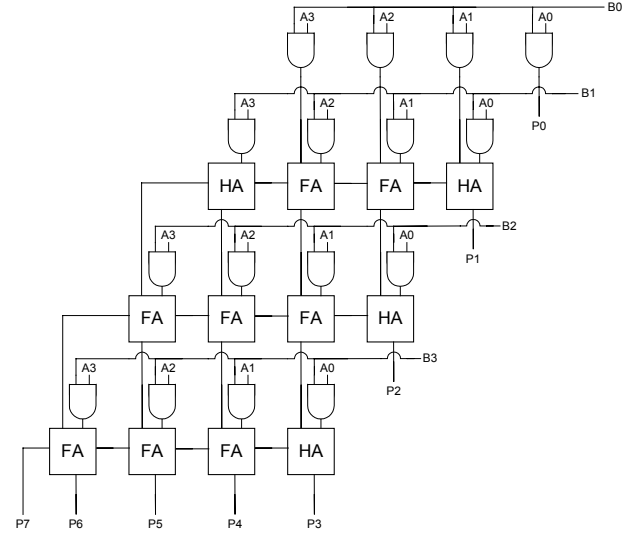 B0
A3 A2 A1 A0
B1
A3 A2 A1 A0
P0
HA FA FA HA
B2
A3 A2 A1 A0
P1
FA FA FA HA
B3
A3 A2 A1 A0
P2
FA FA FA HA
P7 P6 P5 P4 P3